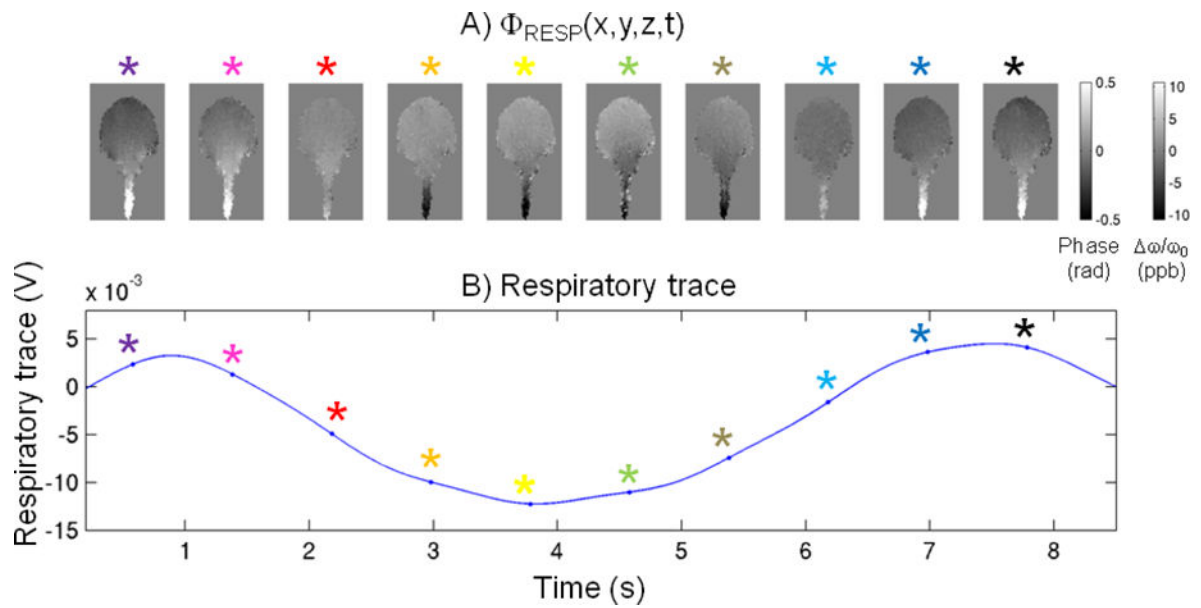 A) Φ_RESP(x,y,z,t)
* * * * * * * * * *
0.5 10
5
0 0
-5
-0.5 -10
Phase Δω/ω₀
(rad) (ppb)
B) Respiratory trace
x 10⁻³
Respiratory trace (V)
5
0
-5
-10
-15
1 2 3 4 5 6 7 8
Time (s)